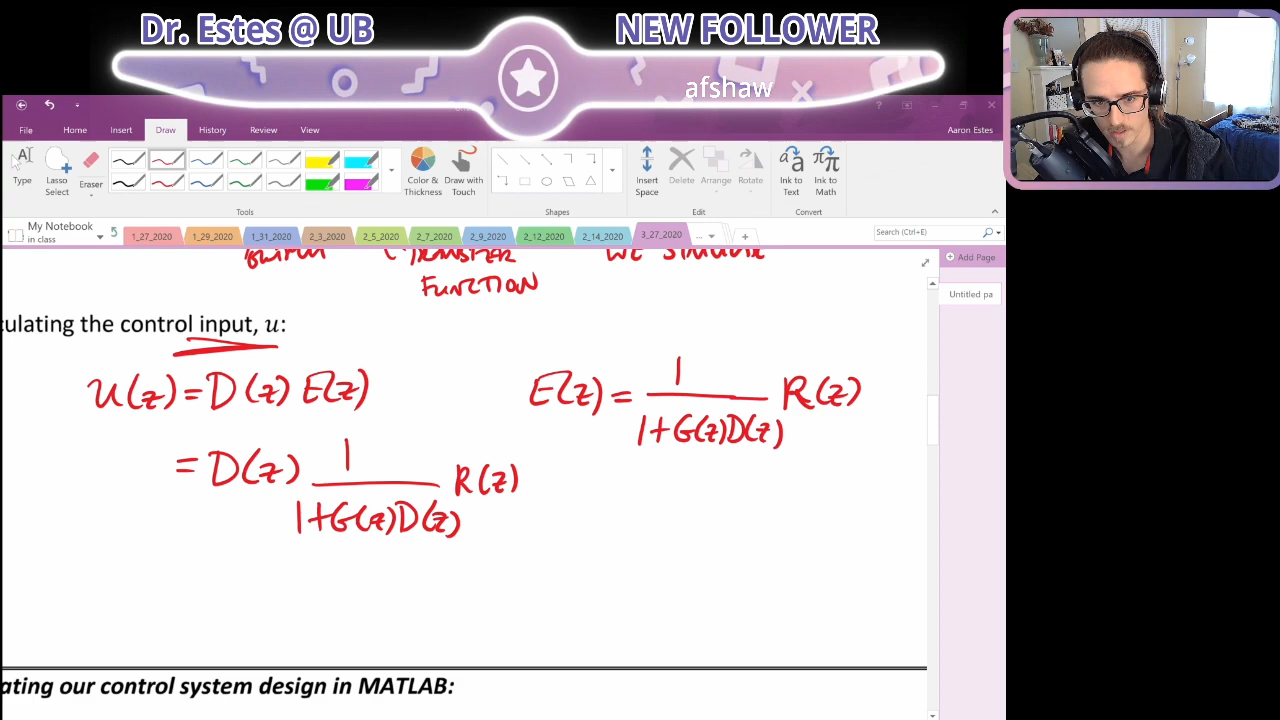 Dr. Estes @ UB
NEW FOLLOWER
afshaw
Aaron Estes
File Home Insert Draw History Review View
Type
Lasso Select
Eraser
Color & Thickness
Draw with Touch
Insert Space
Delete
Arrange
Rotate
Ink to Text
Ink to Math
Tools
Shapes
Edit
Convert
My Notebook
in class
1_27_2020 1_29_2020 1_31_2020 2_3_2020 2_5_2020 2_7_2020 2_9_2020 2_12_2020 2_14_2020 3_27_2020 ...
Search (Ctrl+E)
Add Page
Untitled pa
TRANSFER
FUNCTION
culating the control input, u:
U(z) = D(z) E(z)
= D(z) 1/(1+G(z)D(z)) R(z)
E(z) = 1/(1+G(z)D(z)) R(z)
ating our control system design in MATLAB: